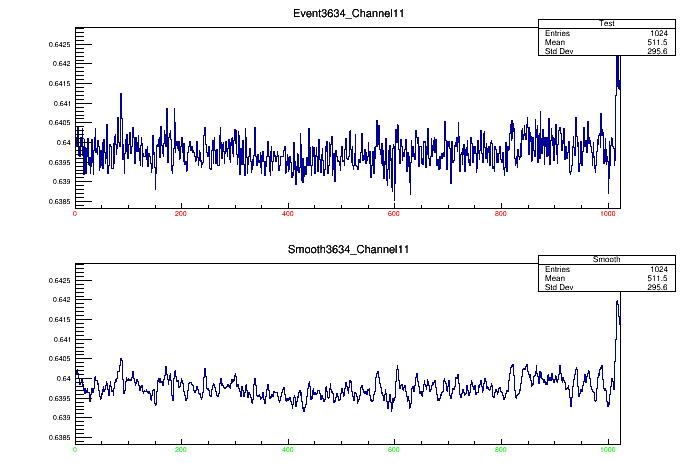 Event3634_Channel11
Test
Entries 1024
Mean 511.5
Std Dev 295.6
0.6425
0.642
0.6415
0.641
0.6405
0.64
0.6395
0.639
0.6385
0 200 400 600 800 1000
Smooth3634_Channel11
Smooth
Entries 1024
Mean 511.5
Std Dev 295.6
0.6425
0.642
0.6415
0.641
0.6405
0.64
0.6395
0.639
0.6385
0 200 400 600 800 1000